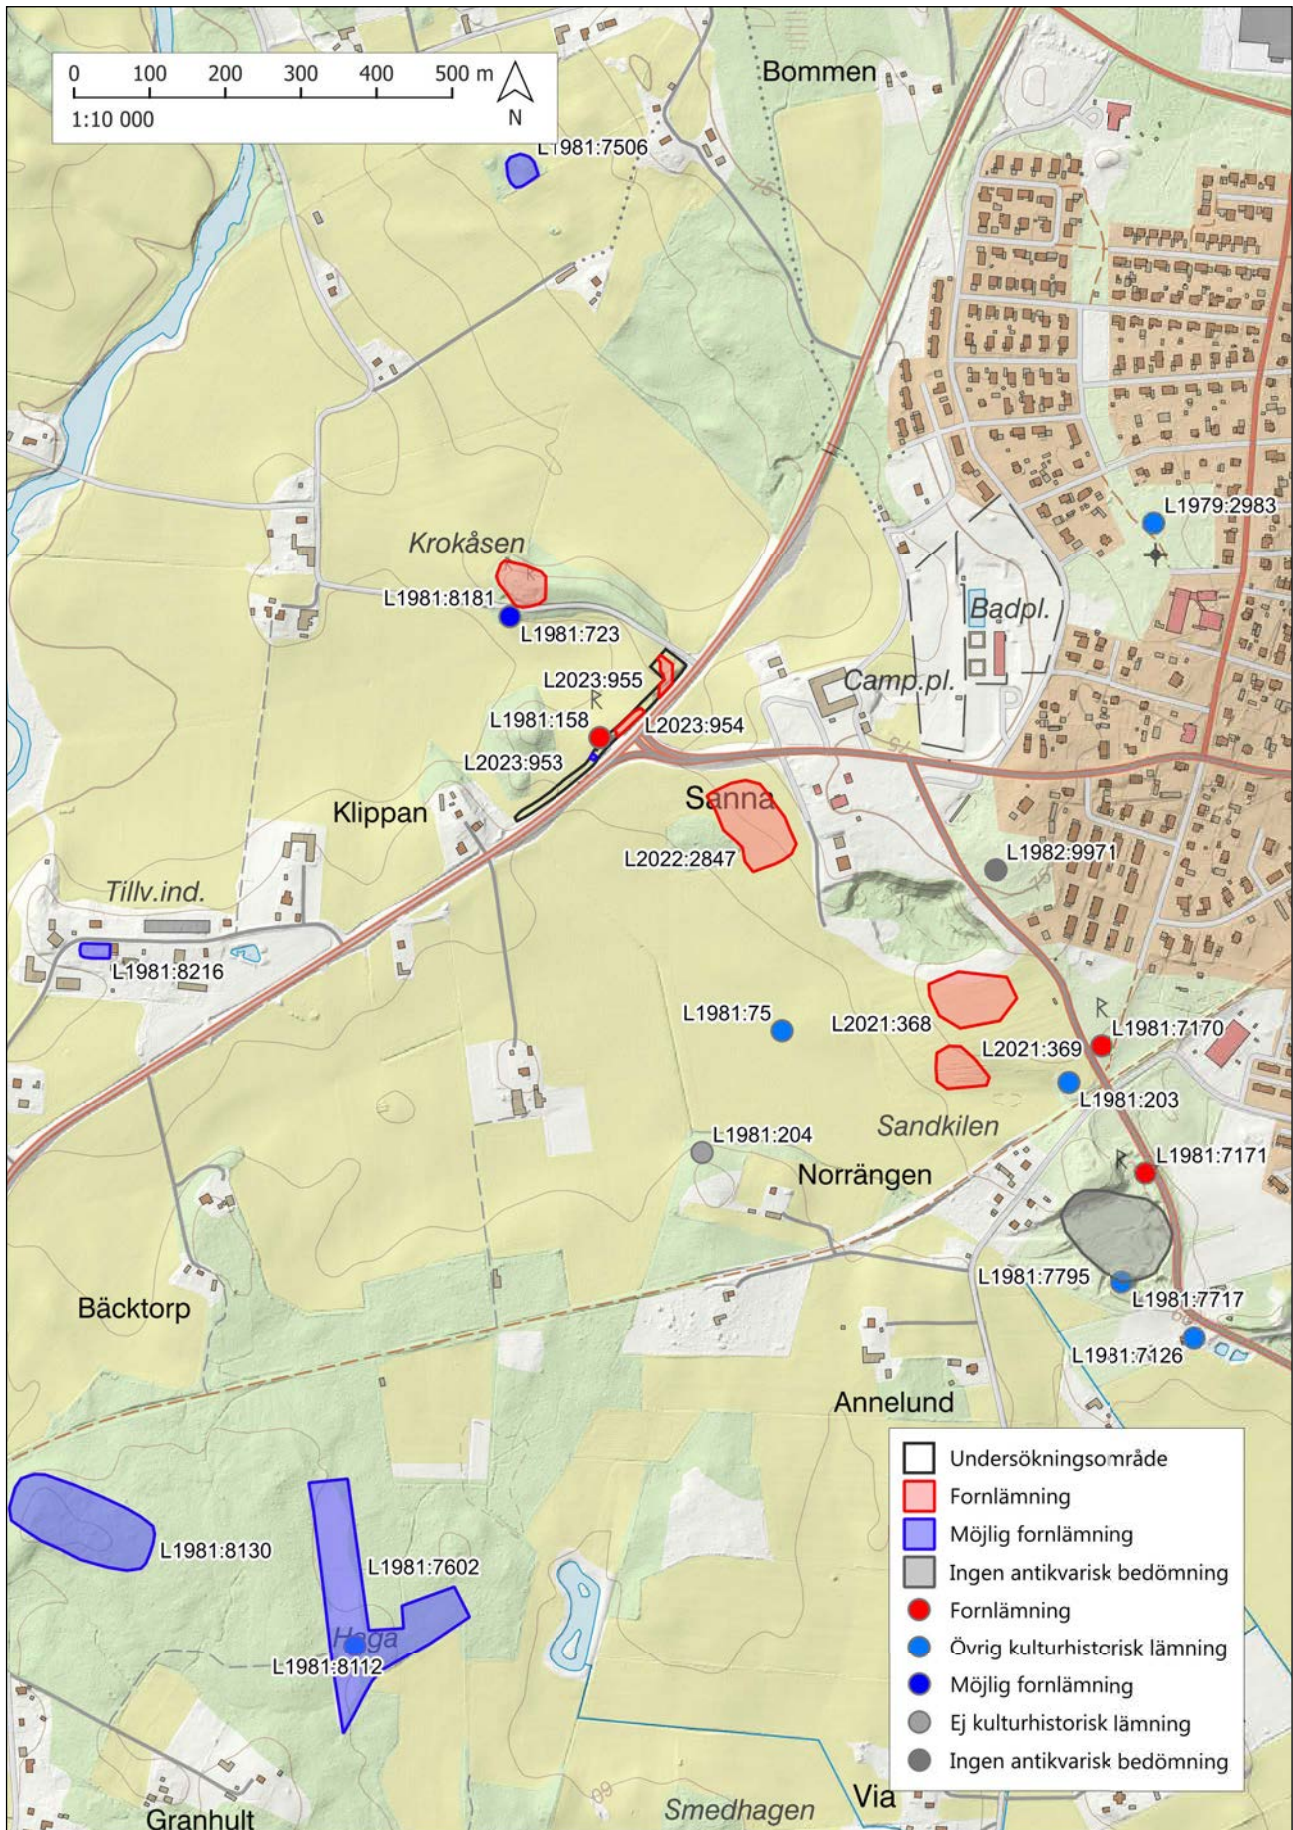 0 100 200 300 400 500 m
1:10 000
N
Bommen
L1981:7506
75
L1979:2983
Krokåsen
L1981:8181
L1981:723
Badpl.
Camp.pl.
L2023:955
L1981:158
L2023:954
L2023:953
75
Klippan
Sanna
L2022:2847
L1982:9971
75
Tillv.ind.
L1981:8216
L1981:75
L2021:368
L2021:369
L1981:7170
L1981:203
Sandkilen
L1981:204
Norrängen
L1981:7171
L1981:7795
L1981:7717
L1981:7126
Bäcktorp
Annelund
L1981:8130
L1981:7602
Haga
L1981:8112
Undersökningsområde
Fornlämning
Möjlig fornlämning
Ingen antikvarisk bedömning
Fornlämning
Övrig kulturhistorisk lämning
Möjlig fornlämning
Ej kulturhistorisk lämning
Ingen antikvarisk bedömning
60
Granhult
Smedhagen
Via